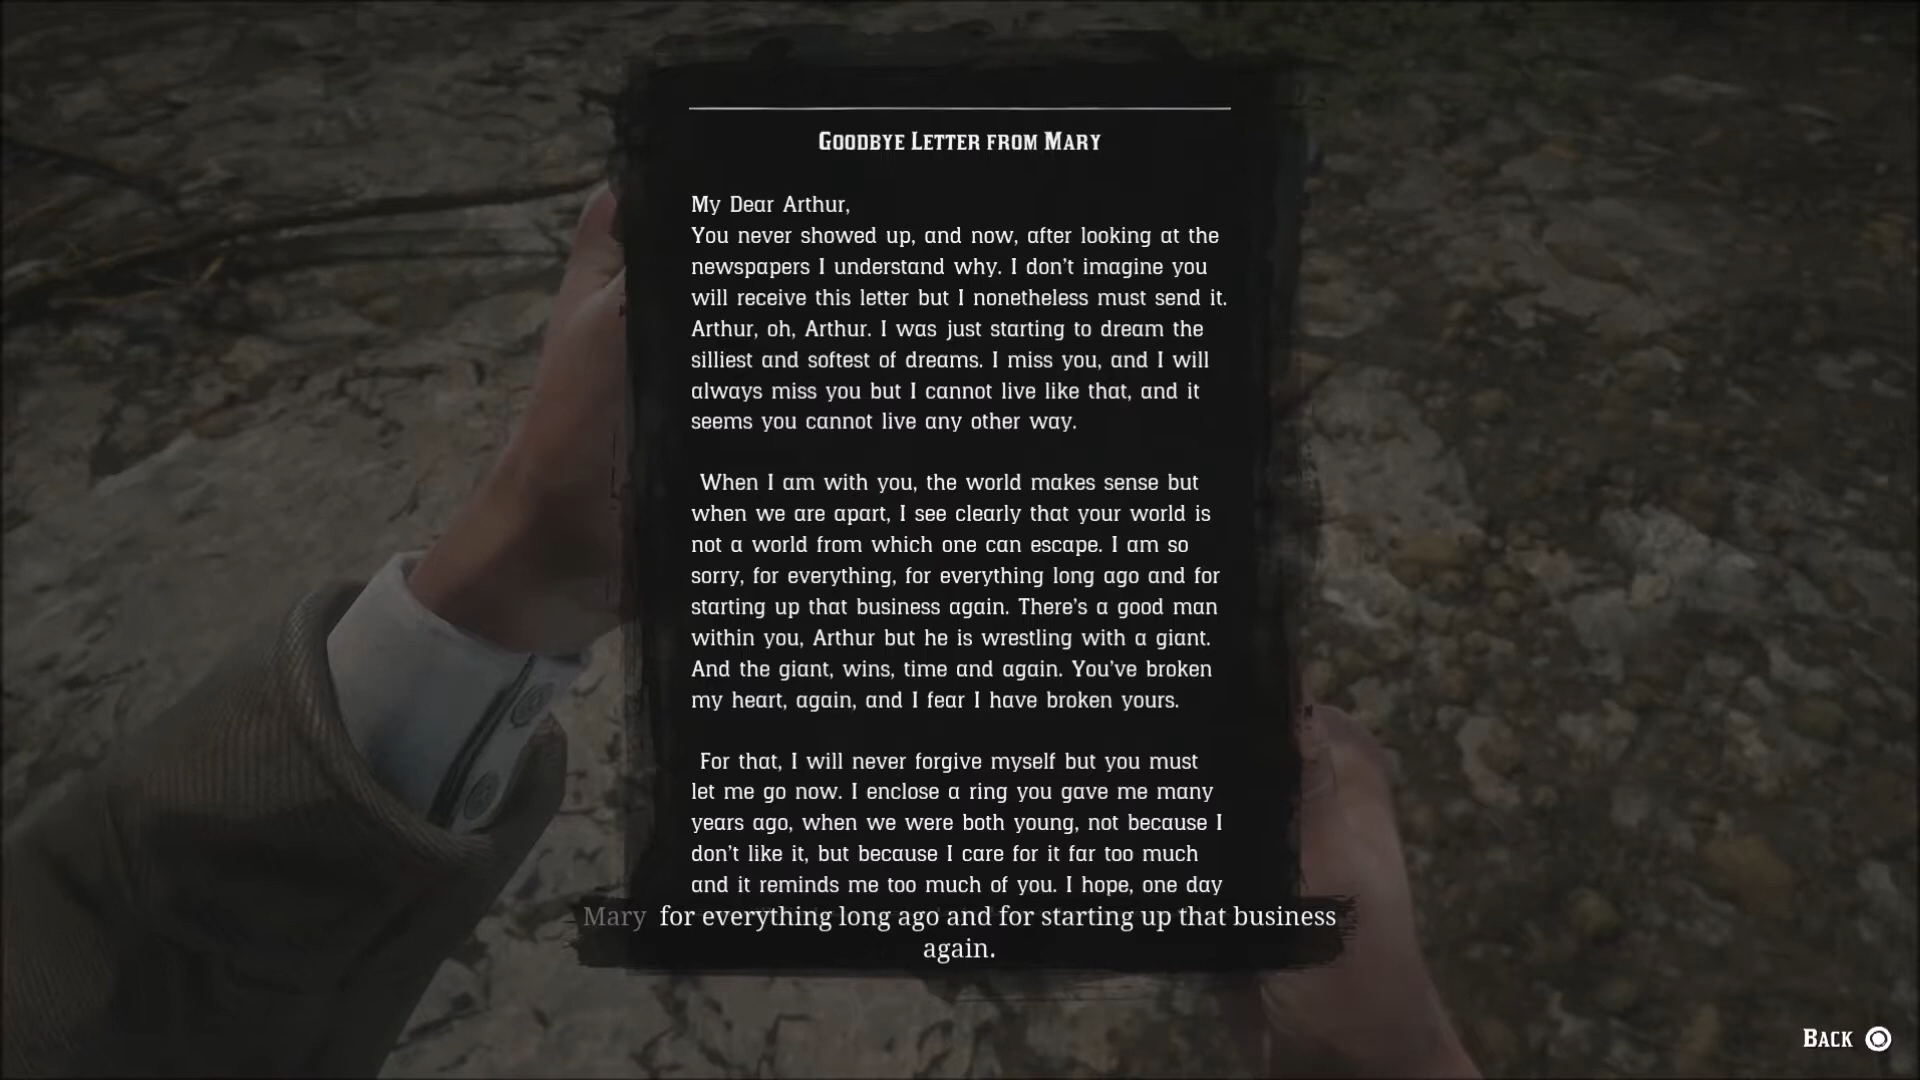 Goodbye Letter from Mary
My Dear Arthur,
You never showed up, and now, after looking at the
newspapers I understand why. I don't imagine you
will receive this letter but I nonetheless must send it.
Arthur, oh, Arthur. I was just starting to dream the
silliest and softest of dreams. I miss you, and I will
always miss you but I cannot live like that, and it
seems you cannot live any other way.
When I am with you, the world makes sense but
when we are apart, I see clearly that your world is
not a world from which one can escape. I am so
sorry, for everything, for everything long ago and for
starting up that business again. There's a good man
within you, Arthur but he is wrestling with a giant.
And the giant, wins, time and again. You've broken
my heart, again, and I fear I have broken yours.
For that, I will never forgive myself but you must
let me go now. I enclose a ring you gave me many
years ago, when we were both young, not because I
don't like it, but because I care for it far too much
and it reminds me too much of you. I hope, one day
Mary for everything long ago and for starting up that business
again.
Back